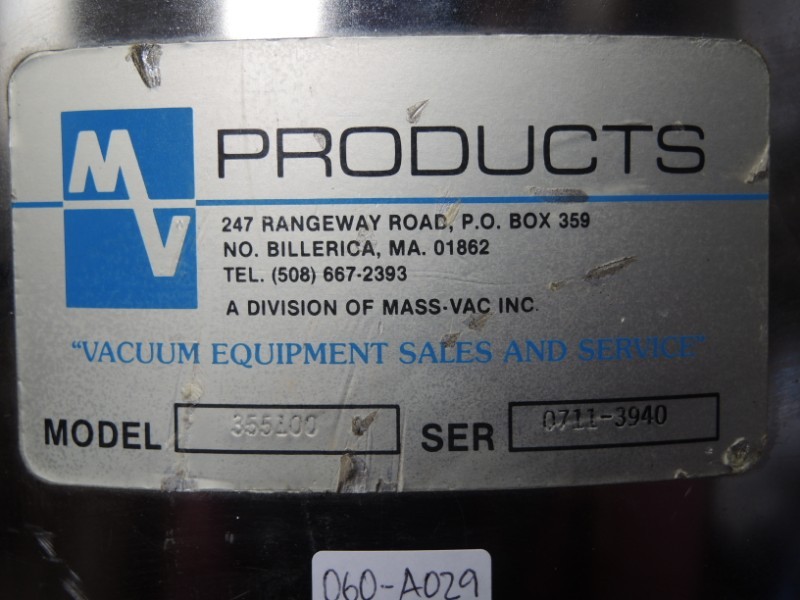 MV PRODUCTS
247 RANGEWAY ROAD, P.O. BOX 359
NO. BILLERICA, MA. 01862
TEL. (508) 667-2393
A DIVISION OF MASS-VAC INC.
"VACUUM EQUIPMENT SALES AND SERVICE"
MODEL 355100 SER 0711-3940
060-A029